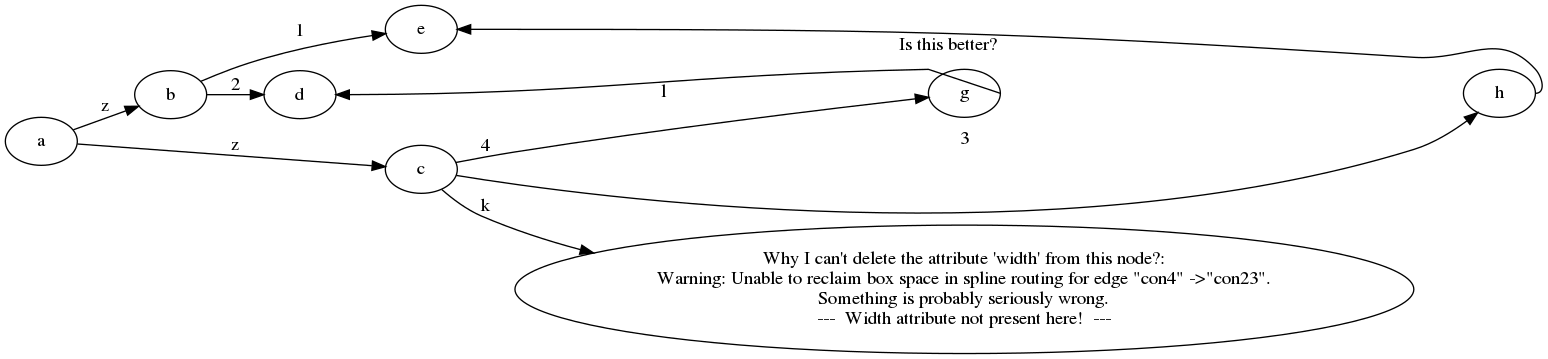 e
1
Is this better?
b
2
d
1
g
h
z
a
3
z
4
c
k
Why I can't delete the attribute 'width' from this node?:
Warning: Unable to reclaim box space in spline routing for edge "con4" ->"con23".
Something is probably seriously wrong.
---  Width attribute not present here!  ---